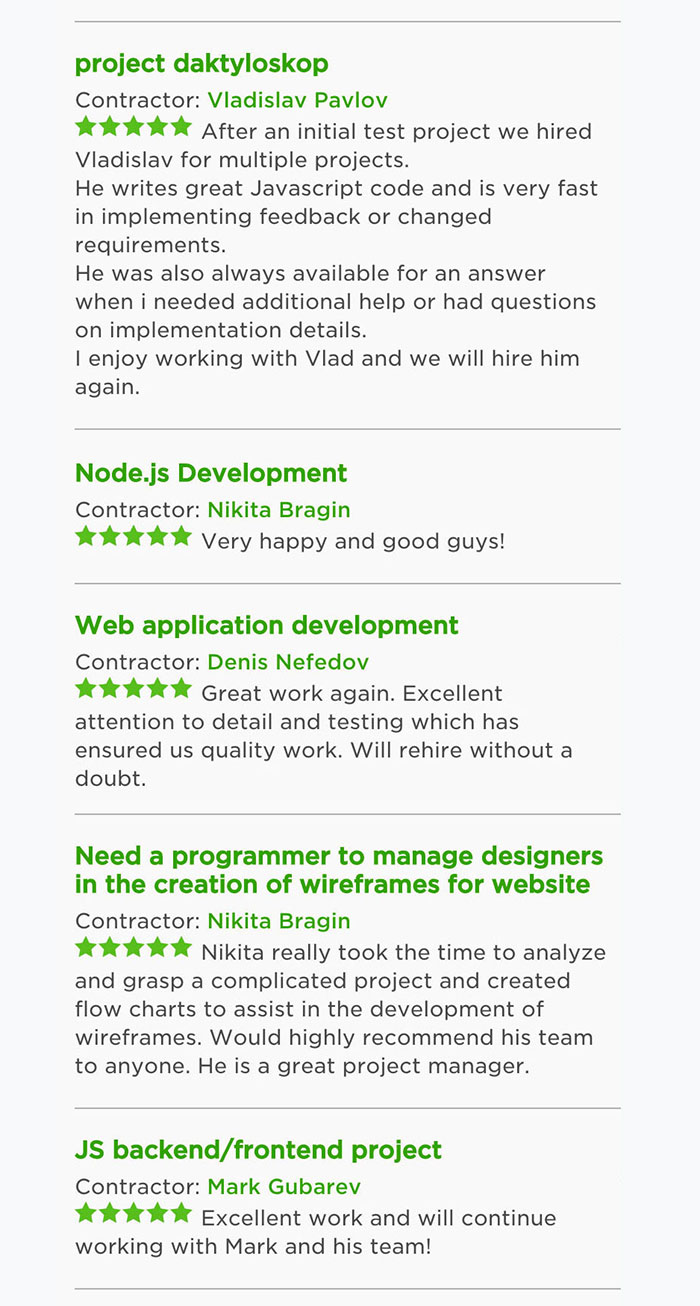 project daktyloskop
Contractor: Vladislav Pavlov
After an initial test project we hired
Vladislav for multiple projects.
He writes great Javascript code and is very fast
in implementing feedback or changed
requirements.
He was also always available for an answer
when i needed additional help or had questions
on implementation details.
I enjoy working with Vlad and we will hire him
again.
Node.js Development
Contractor: Nikita Bragin
Very happy and good guys!
Web application development
Contractor: Denis Nefedov
Great work again. Excellent
attention to detail and testing which has
ensured us quality work. Will rehire without a
doubt.
Need a programmer to manage designers
in the creation of wireframes for website
Contractor: Nikita Bragin
Nikita really took the time to analyze
and grasp a complicated project and created
flow charts to assist in the development of
wireframes. Would highly recommend his team
to anyone. He is a great project manager.
JS backend/frontend project
Contractor: Mark Gubarev
Excellent work and will continue
working with Mark and his team!